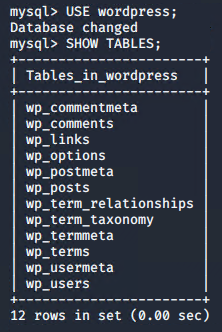 mysql> USE wordpress;
Database changed
mysql> SHOW TABLES;
+-----------------------+
| Tables_in_wordpress   |
+-----------------------+
| wp_commentmeta        |
| wp_comments           |
| wp_links              |
| wp_options            |
| wp_postmeta           |
| wp_posts              |
| wp_term_relationships |
| wp_term_taxonomy      |
| wp_termmeta           |
| wp_terms              |
| wp_usermeta           |
| wp_users              |
+-----------------------+
12 rows in set (0.00 sec)